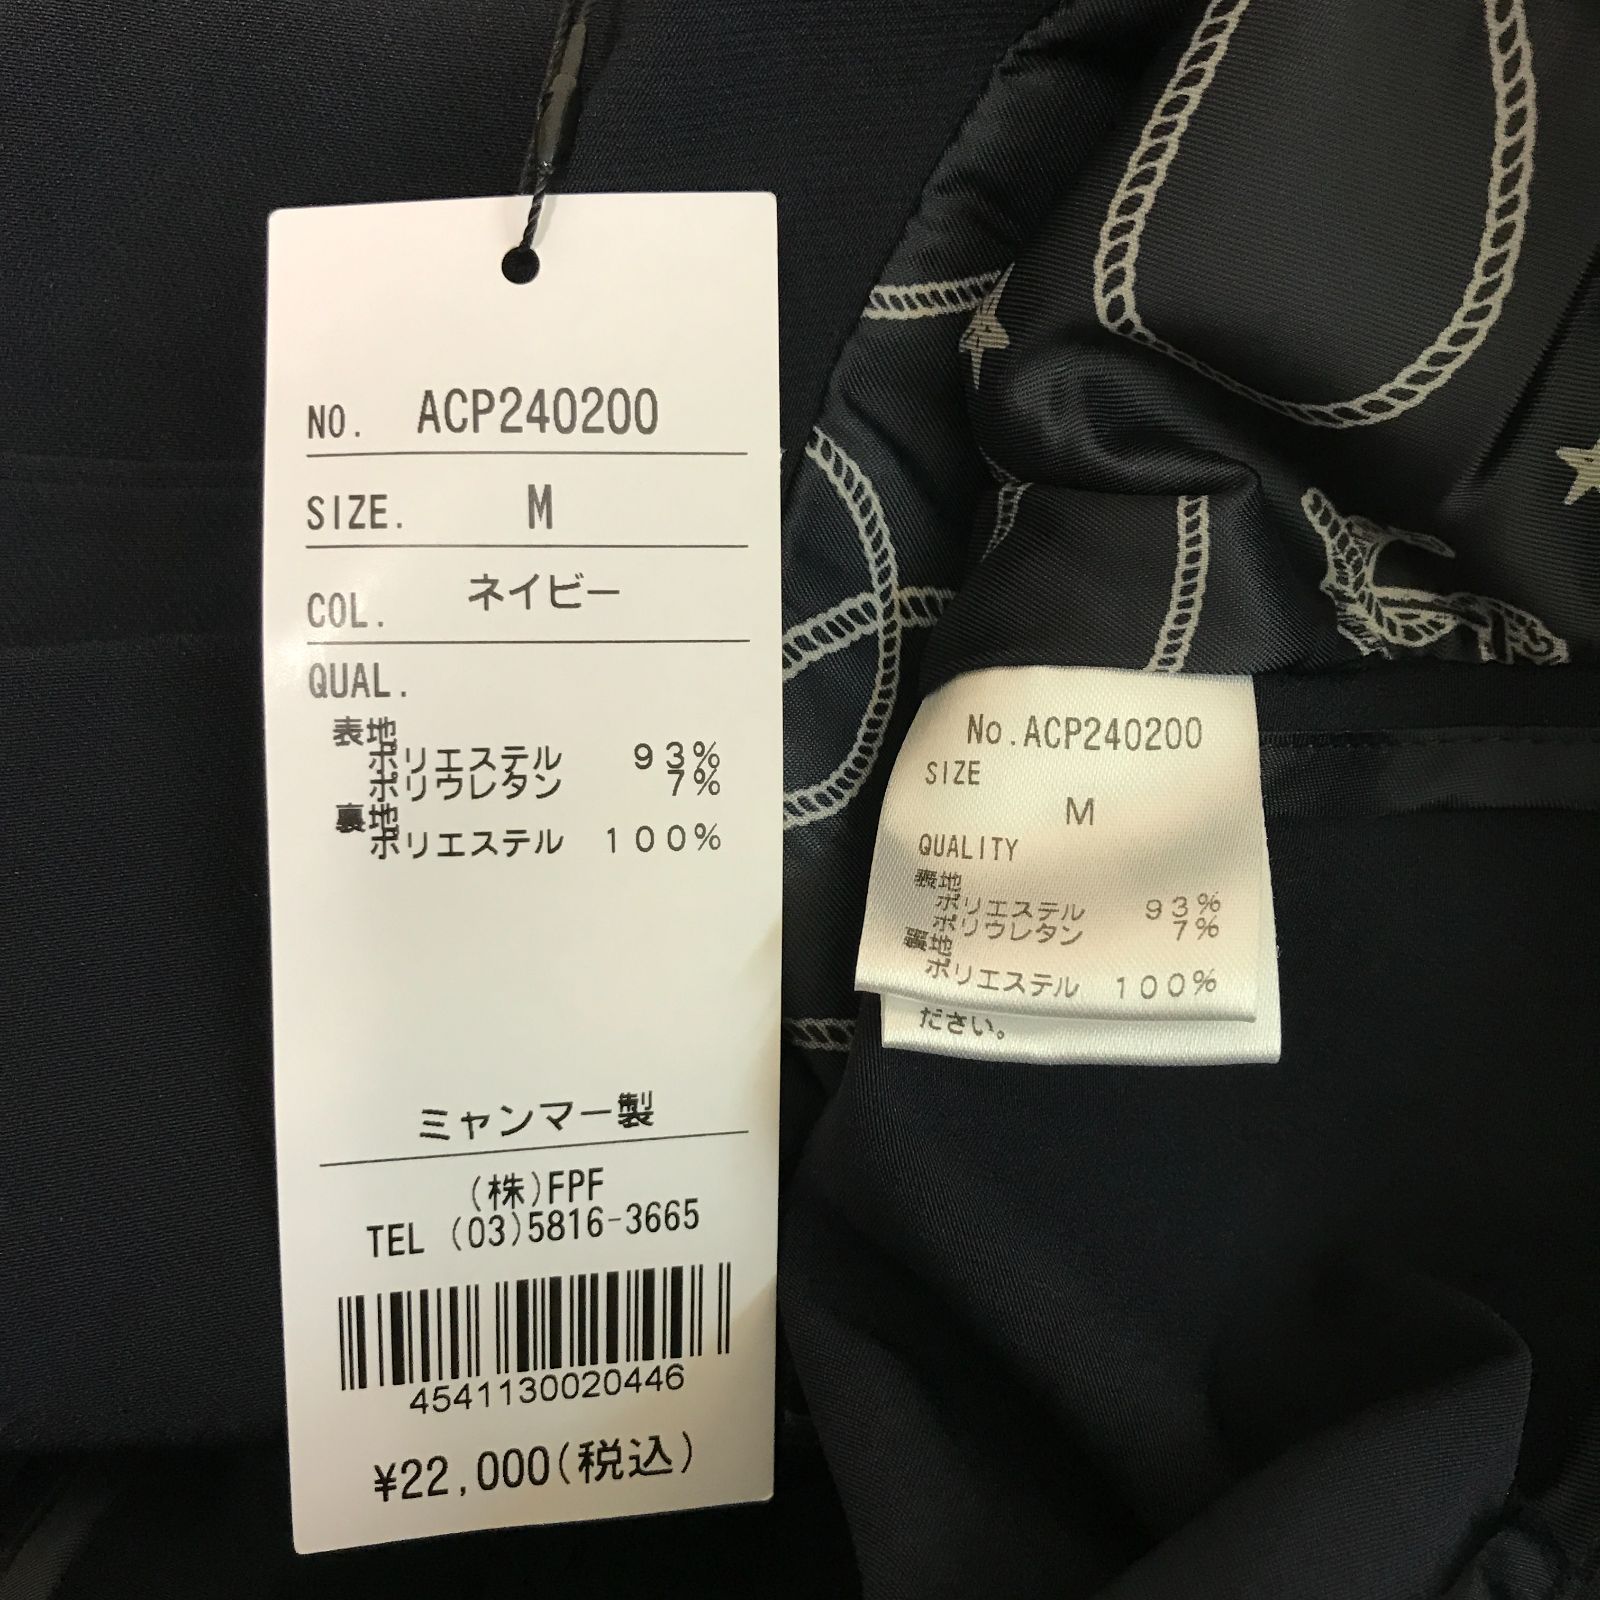 NO. ACP240200
SIZE. M
COL. ネイビー
QUAL.
表地
ポリエステル 93%
ポリウレタン 7%
裏地
ポリエステル 100%
ミャンマー製
(株)FPF
TEL (03)5816-3665
4541130020446
¥22,000(税込)
No.ACP240200
SIZE
M
QUALITY
表地
ポリエステル 93%
ポリウレタン 7%
裏地
ポリエステル 100%
ださい。